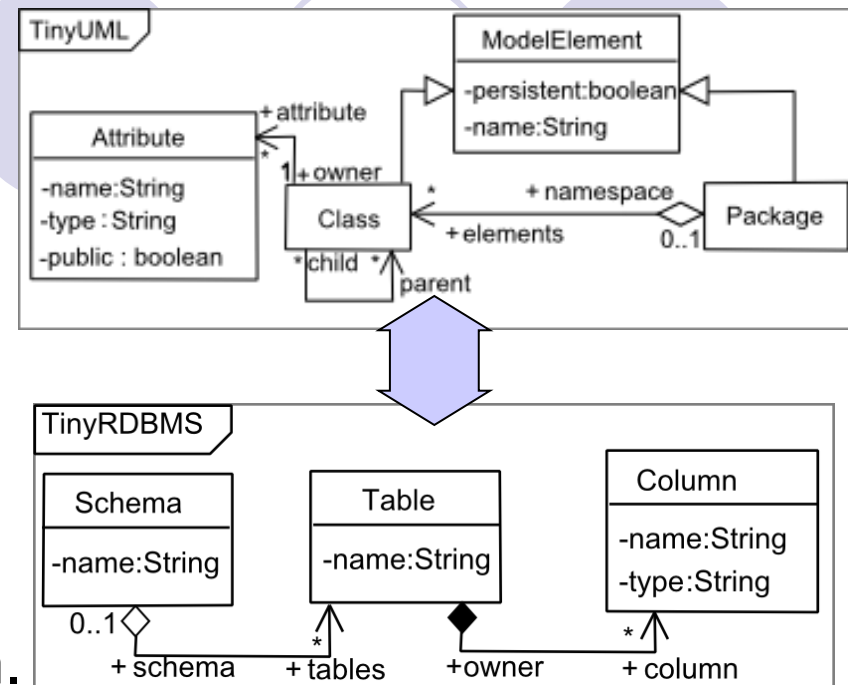 TinyUML
ModelElement
-persistent:boolean
-name:String
Attribute
-name:String
-type : String
-public : boolean
+ attribute
*
1 + owner
Class
* child *
parent
*
+ elements
+ namespace
0..1
Package
TinyRDBMS
Schema
-name:String
Table
-name:String
Column
-name:String
-type:String
0..1
+ schema
*
+ tables
+owner
*
+ column